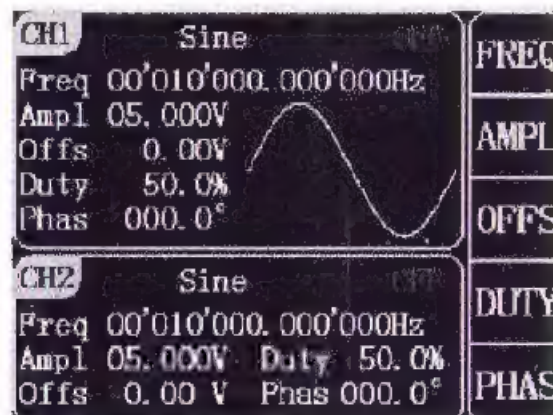 CH1 Sine
Freq 00'010'000.000'000Hz
Ampl 05.000V
Offs 0.00V
Duty 50.0%
Phas 000.0°
CH2 Sine
Freq 00'010'000.000'000Hz
Ampl 05.000V Duty 50.0%
Offs 0.00 V Phas 000.0°
FREQ
AMPL
OFFS
DUTY
PHAS